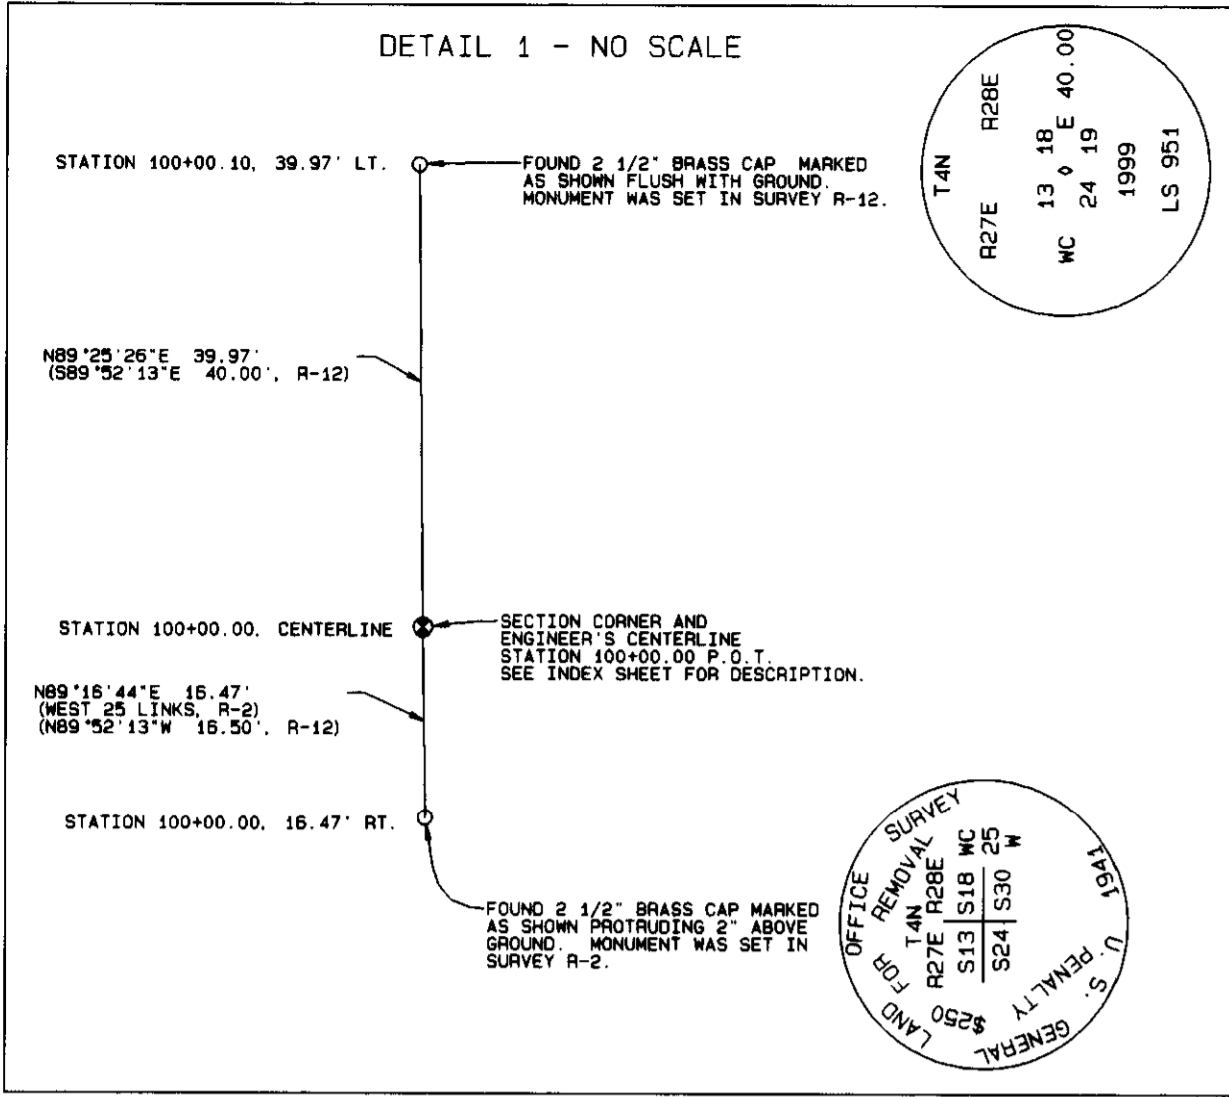 DETAIL 1 - NO SCALE
STATION 100+00.10, 39.97' LT.
FOUND 2 1/2" BRASS CAP MARKED
AS SHOWN FLUSH WITH GROUND.
MONUMENT WAS SET IN SURVEY R-12.
T4N
R27E R28E
WC 13 18
24 19
E 40.00
1999
LS 951
N89°25'26"E 39.97'
(S89°52'13"E 40.00', R-12)
STATION 100+00.00, CENTERLINE
SECTION CORNER AND
ENGINEER'S CENTERLINE
STATION 100+00.00 P.O.T.
SEE INDEX SHEET FOR DESCRIPTION.
N89°16'44"E 16.47'
(WEST 25 LINKS, R-2)
(N89°52'13"W 16.50', R-12)
STATION 100+00.00, 16.47' RT.
FOUND 2 1/2" BRASS CAP MARKED
AS SHOWN PROTRUDING 2" ABOVE
GROUND. MONUMENT WAS SET IN
SURVEY R-2.
U. S. GENERAL LAND OFFICE SURVEY
1941
PENALTY $250 FOR REMOVAL
T4N
R27E R28E
S13 S18 WC
S24 S30 25
W